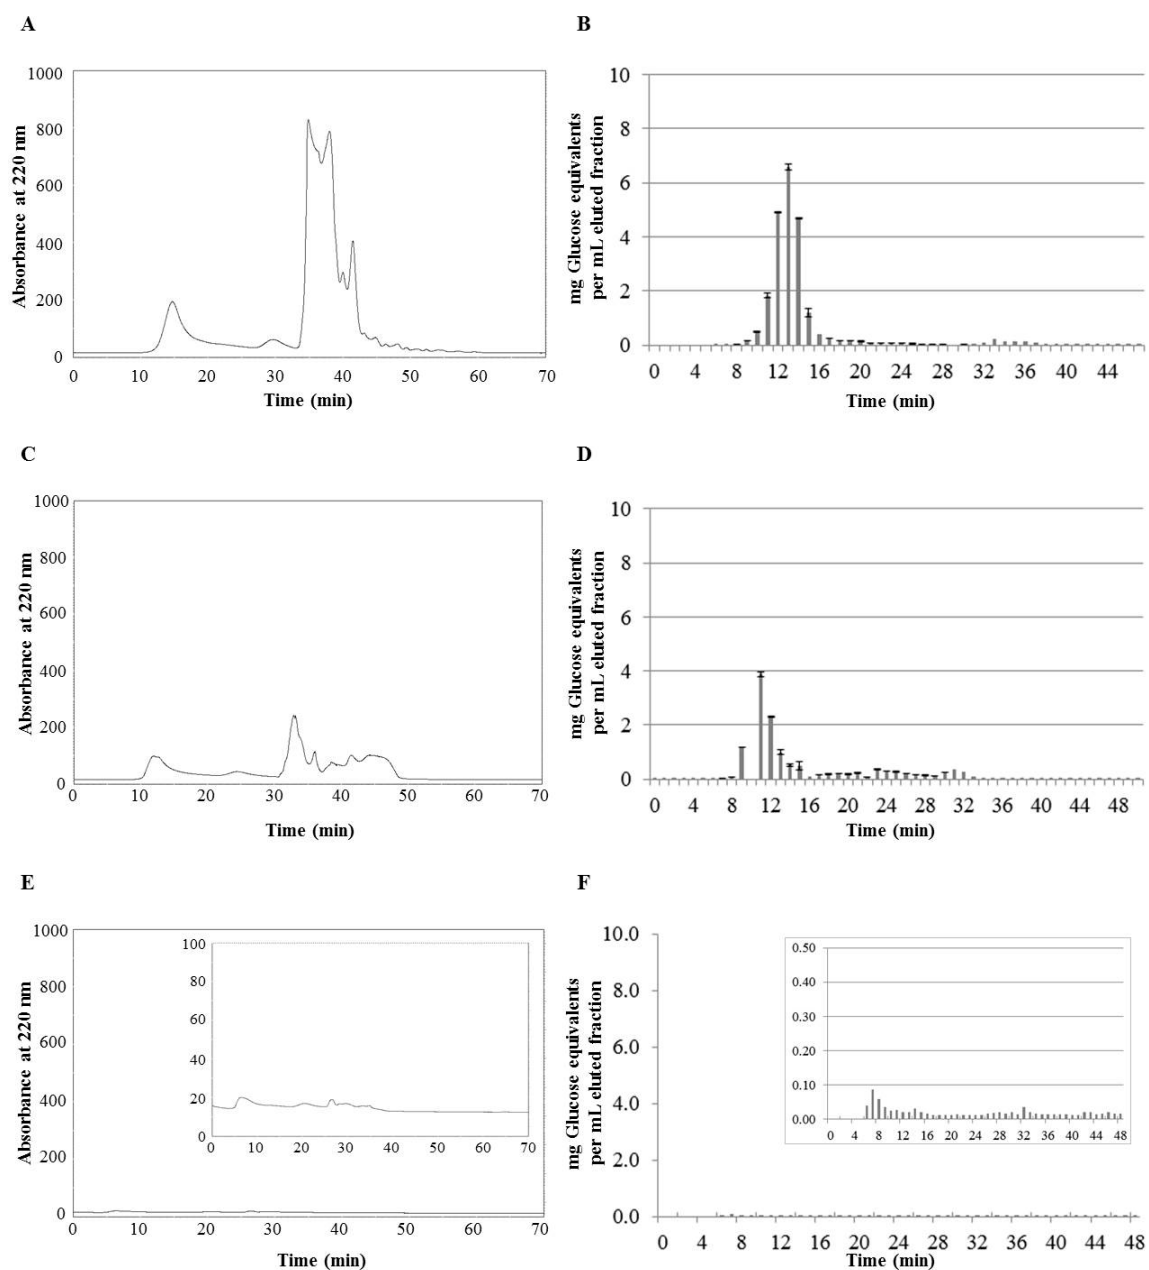 A
B
1000
800
600
400
200
0
Absorbance at 220 nm
0 10 20 30 40 50 60 70
Time (min)
10
8
6
4
2
0
mg Glucose equivalents
per mL eluted fraction
0 4 8 12 16 20 24 28 32 36 40 44
Time (min)
C
D
1000
800
600
400
200
0
Absorbance at 220 nm
0 10 20 30 40 50 60 70
Time (min)
10
8
6
4
2
0
mg Glucose equivalents
per mL eluted fraction
0 4 8 12 16 20 24 28 32 36 40 44 48
Time (min)
E
F
1000
800
600
400
200
0
Absorbance at 220 nm
100
80
60
40
20
0
0 10 20 30 40 50 60 70
0 10 20 30 40 50 60 70
Time (min)
10.0
8.0
6.0
4.0
2.0
0.0
mg Glucose equivalents
per mL eluted fraction
0.50
0.40
0.30
0.20
0.10
0.00
0 4 8 12 16 20 24 28 32 36 40 44 48
0 4 8 12 16 20 24 28 32 36 40 44 48
Time (min)